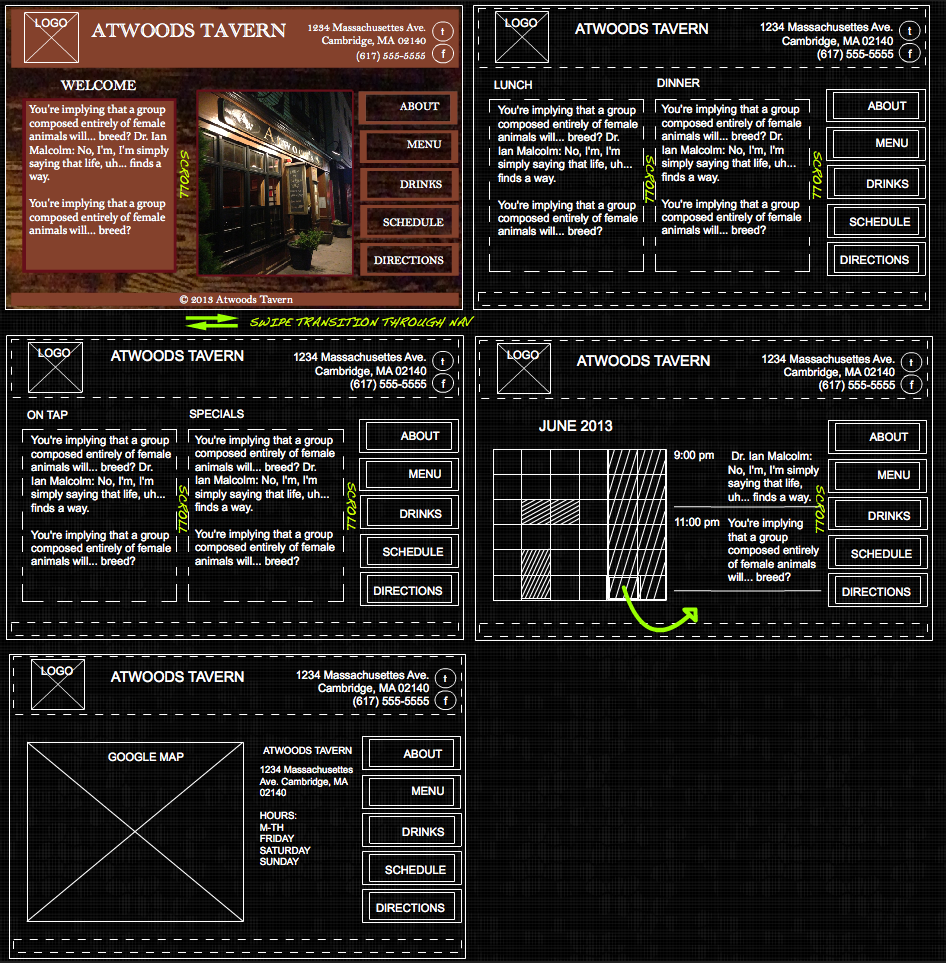 LOGO
ATWOODS TAVERN
1234 Massachusettes Ave.
Cambridge, MA 02140
(617) 555-5555
t
f
WELCOME
You're implying that a group
composed entirely of female
animals will... breed? Dr. Ian
Malcolm: No, I'm, I'm simply
saying that life, uh... finds a
way.
You're implying that a group
composed entirely of female
animals will... breed?
SCROLL
ATWOODS
ABOUT
MENU
DRINKS
SCHEDULE
DIRECTIONS
© 2013 Atwoods Tavern
LOGO
ATWOODS TAVERN
1234 Massachusettes Ave.
Cambridge, MA 02140
(617) 555-5555
t
f
LUNCH
You're implying that a group
composed entirely of female
animals will... breed? Dr.
Ian Malcolm: No, I'm, I'm
simply saying that life, uh...
finds a way.
You're implying that a group
composed entirely of female
animals will... breed?
SCROLL
DINNER
You're implying that a group
composed entirely of female
animals will... breed? Dr.
Ian Malcolm: No, I'm, I'm
simply saying that life, uh...
finds a way.
You're implying that a group
composed entirely of female
animals will... breed?
SCROLL
ABOUT
MENU
DRINKS
SCHEDULE
DIRECTIONS
SWIPE TRANSITION THROUGH NAV
LOGO
ATWOODS TAVERN
1234 Massachusettes Ave.
Cambridge, MA 02140
(617) 555-5555
t
f
ON TAP
You're implying that a group
composed entirely of female
animals will... breed? Dr.
Ian Malcolm: No, I'm, I'm
simply saying that life, uh...
finds a way.
You're implying that a group
composed entirely of female
animals will... breed?
SCROLL
SPECIALS
You're implying that a group
composed entirely of female
animals will... breed? Dr.
Ian Malcolm: No, I'm, I'm
simply saying that life, uh...
finds a way.
You're implying that a group
composed entirely of female
animals will... breed?
SCROLL
ABOUT
MENU
DRINKS
SCHEDULE
DIRECTIONS
LOGO
ATWOODS TAVERN
1234 Massachusettes Ave.
Cambridge, MA 02140
(617) 555-5555
t
f
JUNE 2013
9:00 pm
Dr. Ian Malcolm:
No, I'm, I'm simply
saying that life,
uh... finds a way.
11:00 pm
You're implying
that a group
composed entirely
of female animals
will... breed?
SCROLL
ABOUT
MENU
DRINKS
SCHEDULE
DIRECTIONS
LOGO
ATWOODS TAVERN
1234 Massachusettes Ave.
Cambridge, MA 02140
(617) 555-5555
t
f
GOOGLE MAP
ATWOODS TAVERN
1234 Massachusettes
Ave. Cambridge, MA
02140
HOURS:
M-TH
FRIDAY
SATURDAY
SUNDAY
ABOUT
MENU
DRINKS
SCHEDULE
DIRECTIONS